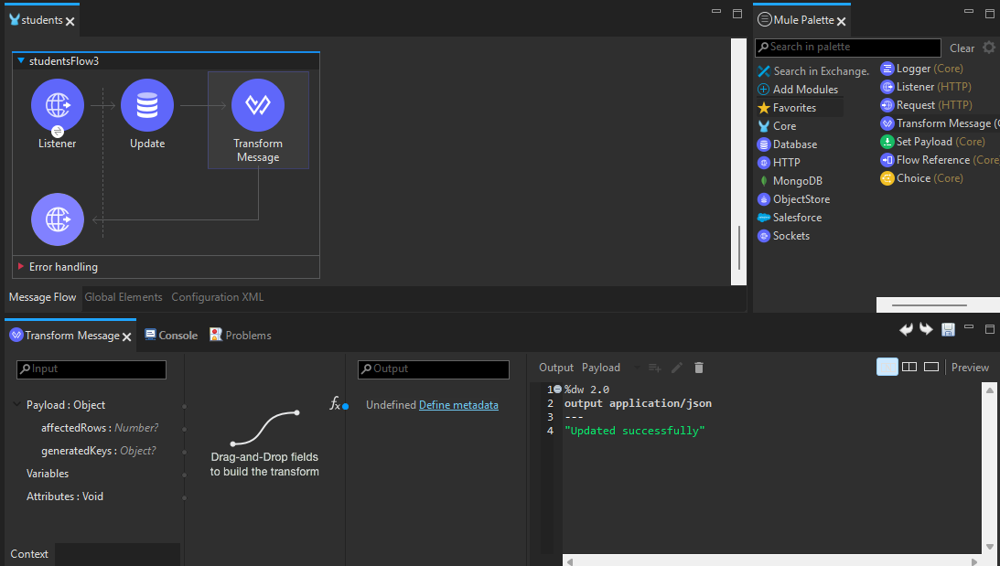 students
studentsFlow3
Listener
Update
Transform
Message
Error handling
Message Flow
Global Elements
Configuration XML
Mule Palette
Search in palette
Clear
Search in Exchange.
Add Modules
Favorites
Core
Database
HTTP
MongoDB
ObjectStore
Salesforce
Sockets
Logger (Core)
Listener (HTTP)
Request (HTTP)
Transform Message (
Set Payload (Core)
Flow Reference (Core
Choice (Core)
Transform Message
Console
Problems
Input
Payload : Object
affectedRows : Number?
generatedKeys : Object?
Variables
Attributes : Void
Context
fx
Drag-and-Drop fields
to build the transform
Output
Undefined Define metadata
Output Payload
Preview
1 %dw 2.0
2 output application/json
3 ---
4 "Updated successfully"